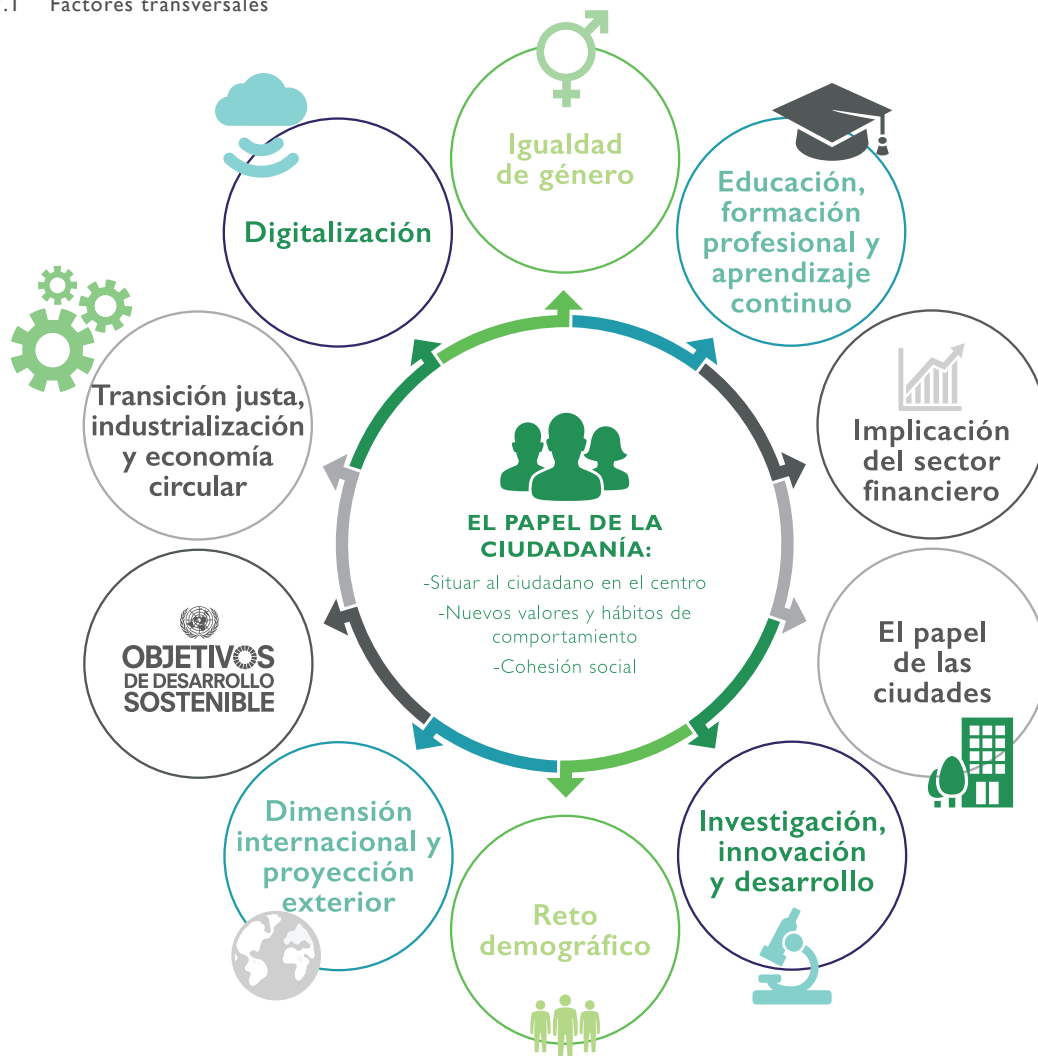 .1 Factores transversales
Igualdad
de género
Educación,
formación
profesional y
aprendizaje
continuo
Implicación
del sector
financiero
El papel
de las
ciudades
Investigación,
innovación
y desarrollo
Reto
demográfico
Dimensión
internacional y
proyección
exterior
OBJETIVOS
DE DESARROLLO
SOSTENIBLE
Transición justa,
industrialización
y economía
circular
Digitalización
EL PAPEL DE LA
CIUDADANÍA:
-Situar al ciudadano en el centro
-Nuevos valores y hábitos de
comportamiento
-Cohesión social